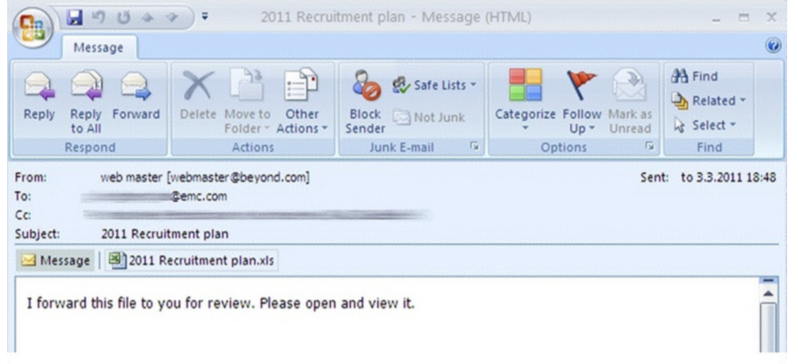 2011 Recruitment plan - Message (HTML)
Message
Reply
Reply to All
Forward
Delete
Move to Folder
Other Actions
Block Sender
Safe Lists
Not Junk
Categorize
Follow Up
Mark as Unread
Find
Related
Select
Respond
Actions
Junk E-mail
Options
Find
From: web master [webmaster@beyond.com] Sent: to 3.3.2011 18:48
To: @emc.com
Cc:
Subject: 2011 Recruitment plan
Message 2011 Recruitment plan.xls
I forward this file to you for review. Please open and view it.